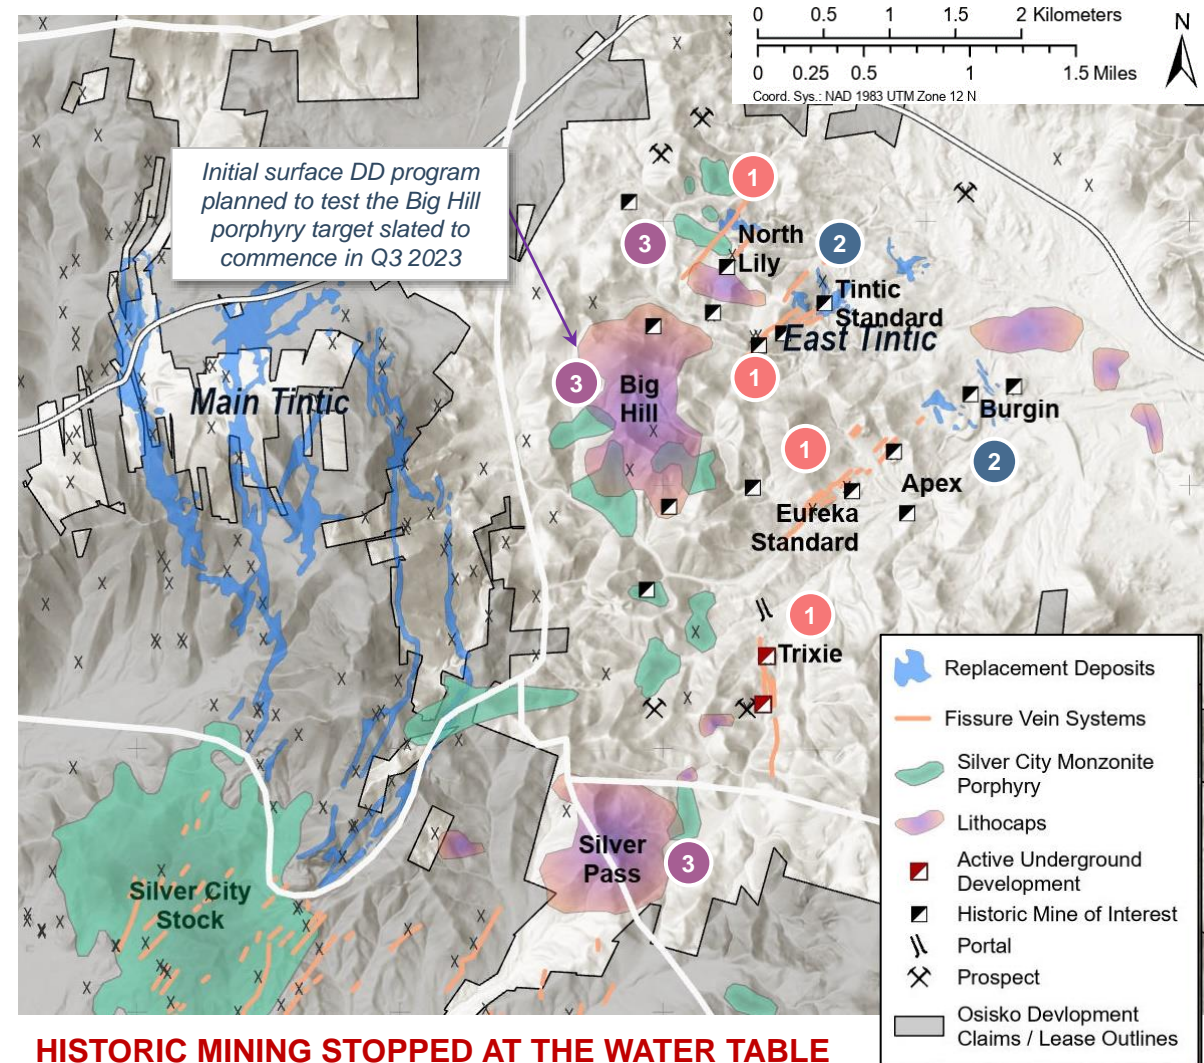 0 0.5 1 1.5 2 Kilometers
0 0.25 0.5 1 1.5 Miles
Coord. Sys.: NAD 1983 UTM Zone 12 N
N
Initial surface DD program
planned to test the Big Hill
porphyry target slated to
commence in Q3 2023
1
3
North
Lily
2
Tintic
Standard
East Tintic
1
3
Big
Hill
Main Tintic
Burgin
1
2
Apex
Eureka
Standard
1
Trixie
Silver
Pass
3
Silver City
Stock
Replacement Deposits
Fissure Vein Systems
Silver City Monzonite
Porphyry
Lithocaps
Active Underground
Development
Historic Mine of Interest
Portal
Prospect
Osisko Devlopment
Claims / Lease Outlines
HISTORIC MINING STOPPED AT THE WATER TABLE